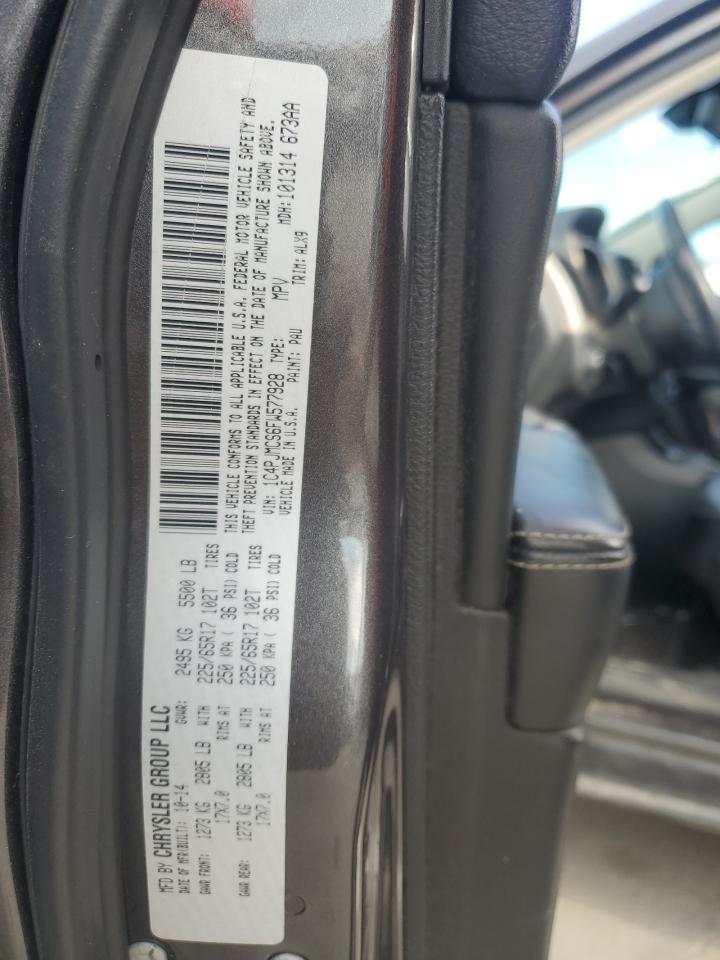 MFD BY CHRYSLER GROUP LLC
DATE OF MFR(BUILT): 10-14 GVWR: 2495 KG 5500 LB
GAWR FRONT: 1273 KG 2805 LB WITH 225/65R17 102T TIRES
17X7.0 RIMS AT 250 KPA ( 36 PSI) COLD
GAWR REAR: 1273 KG 2805 LB WITH 225/65R17 102T TIRES
17X7.0 RIMS AT 250 KPA ( 36 PSI) COLD
THIS VEHICLE CONFORMS TO ALL APPLICABLE U.S.A. FEDERAL MOTOR VEHICLE SAFETY AND
THEFT PREVENTION STANDARDS IN EFFECT ON THE DATE OF MANUFACTURE SHOWN ABOVE.
VIN: 1C4PJMCS6FW577928 TYPE: MPV MDH:101314 673AA
VEHICLE MADE IN U.S.A. PAINT: PAU TRIM:ALX9